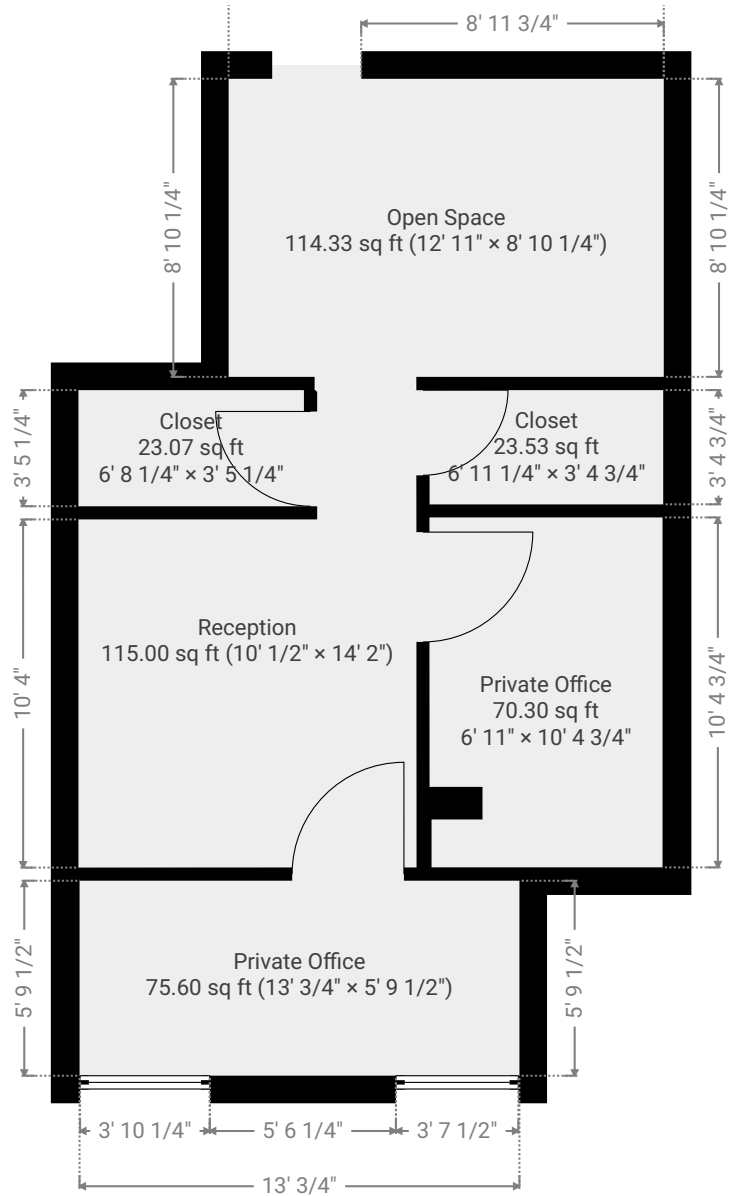 8' 11 3/4"
8' 10 1/4"
8' 10 1/4"
Open Space
114.33 sq ft (12' 11" × 8' 10 1/4")
3' 5 1/4"
Closet
23.07 sq ft
6' 8 1/4" × 3' 5 1/4"
Closet
23.53 sq ft
6' 11 1/4" × 3' 4 3/4"
3' 4 3/4"
10' 4"
Reception
115.00 sq ft (10' 1/2" × 14' 2")
Private Office
70.30 sq ft
6' 11" × 10' 4 3/4"
10' 4 3/4"
5' 9 1/2"
Private Office
75.60 sq ft (13' 3/4" × 5' 9 1/2")
5' 9 1/2"
3' 10 1/4"
5' 6 1/4"
3' 7 1/2"
13' 3/4"